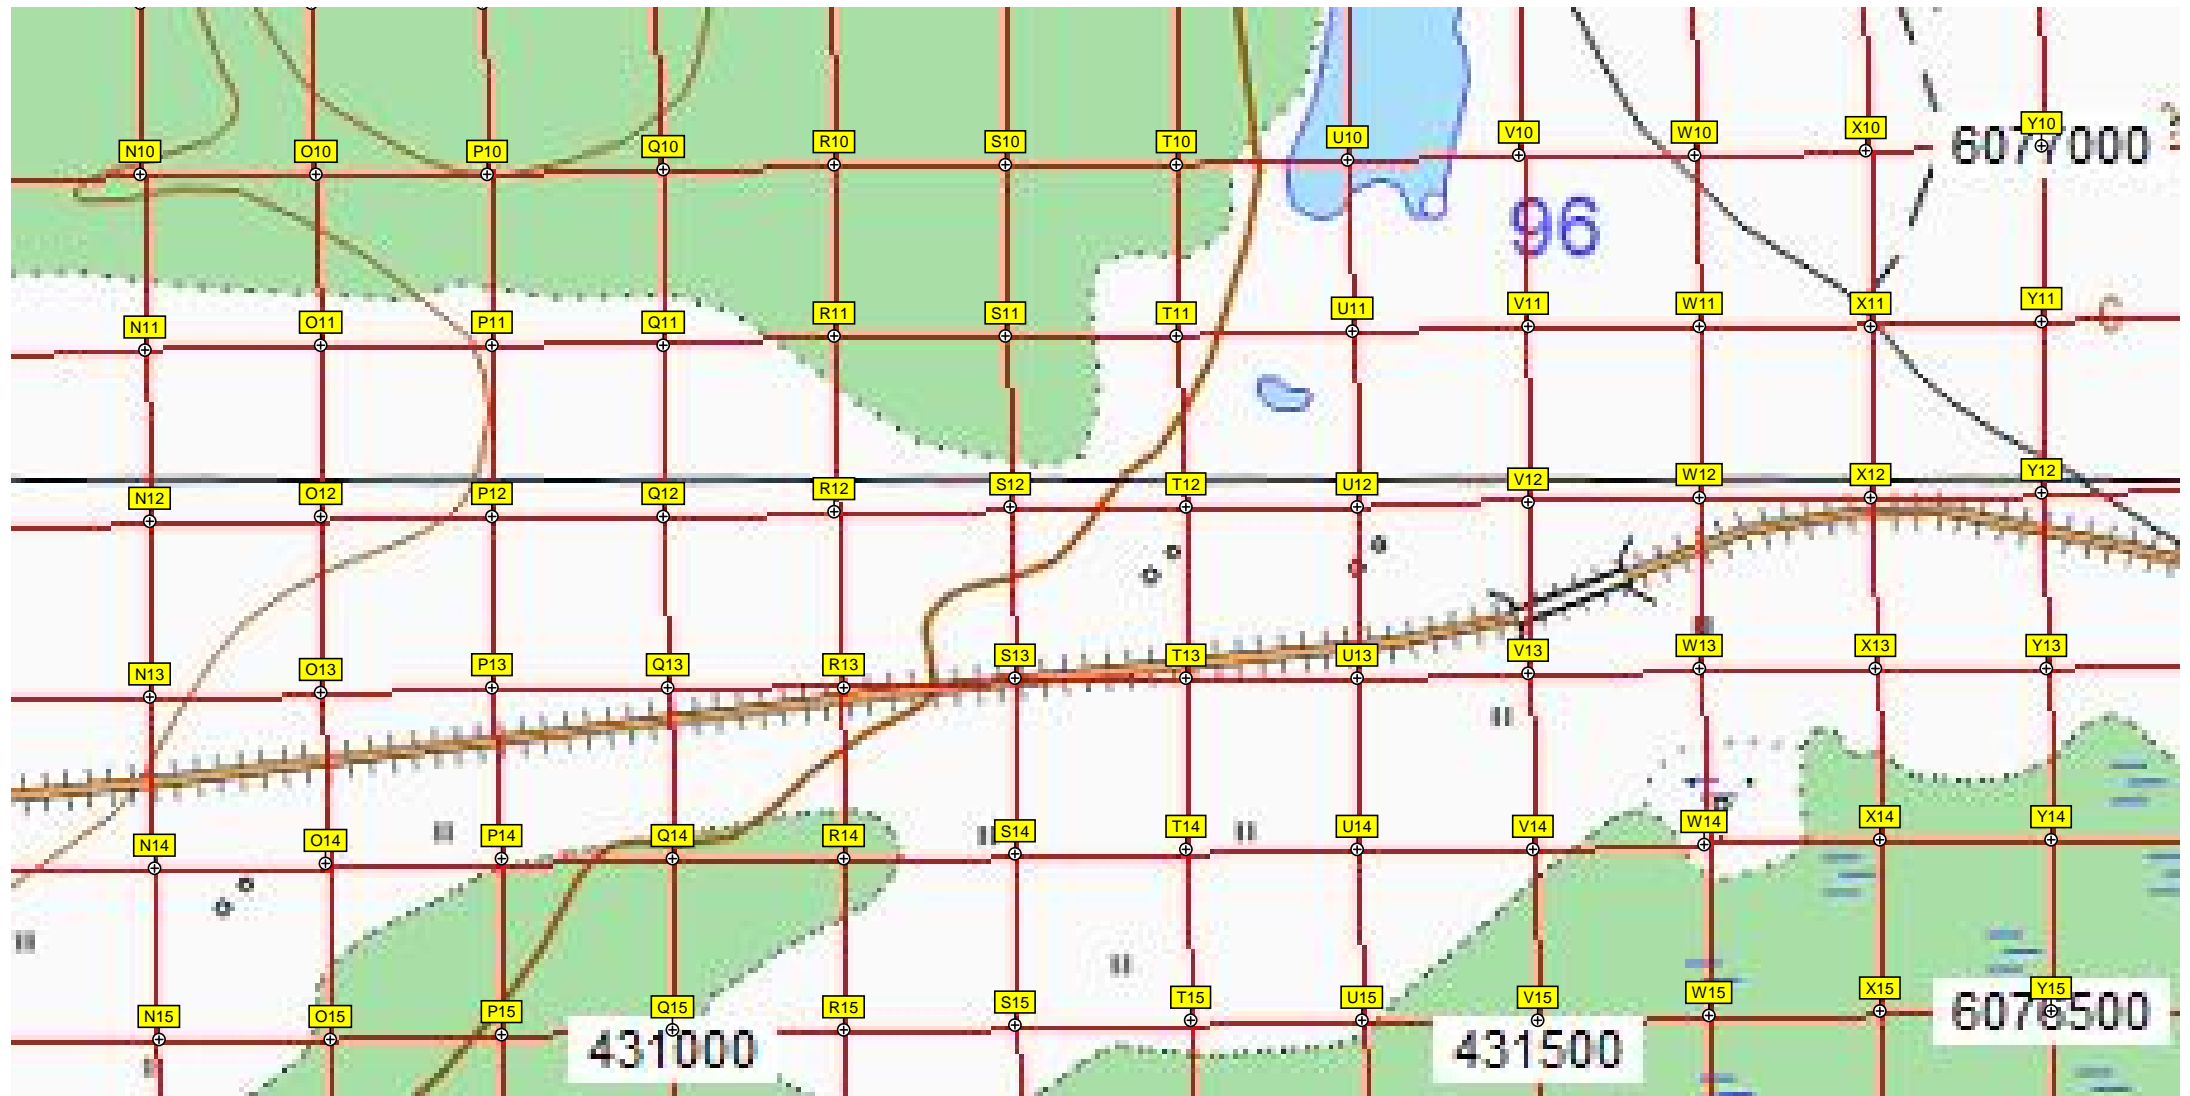 N10 O10 P10 Q10 R10 S10 T10 U10 V10 W10 X10 Y10
6077000
96
N11 O11 P11 Q11 R11 S11 T11 U11 V11 W11 X11 Y11
C
N12 O12 P12 Q12 R12 S12 T12 U12 V12 W12 X12 Y12
N13 O13 P13 Q13 R13 S13 T13 U13 V13 W13 X13 Y13
N14 O14 P14 Q14 R14 S14 T14 U14 V14 W14 X14 Y14
N15 O15 P15 Q15 R15 S15 T15 U15 V15 W15 X15 Y15
6076500
431000 431500